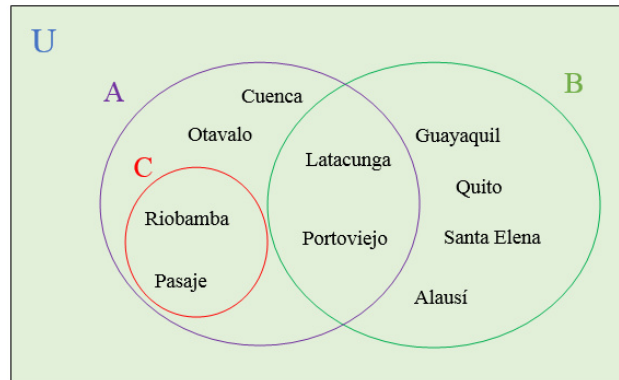 U
A
B
Cuenca
Otavalo
Guayaquil
Latacunga
C
Quito
Riobamba
Portoviejo
Santa Elena
Pasaje
Alausí